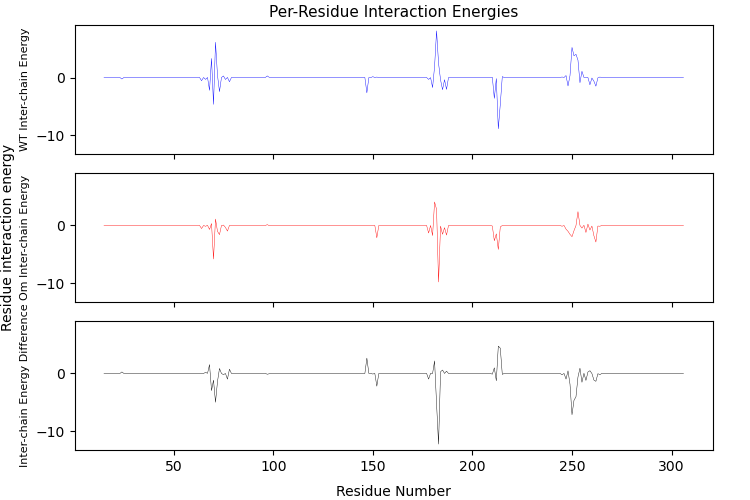 Per-Residue Interaction Energies
Residue interaction energy
WT Inter-chain Energy
0
−10
Om Inter-chain Energy
0
−10
Inter-chain Energy Difference
0
−10
50
100
150
200
250
300
Residue Number